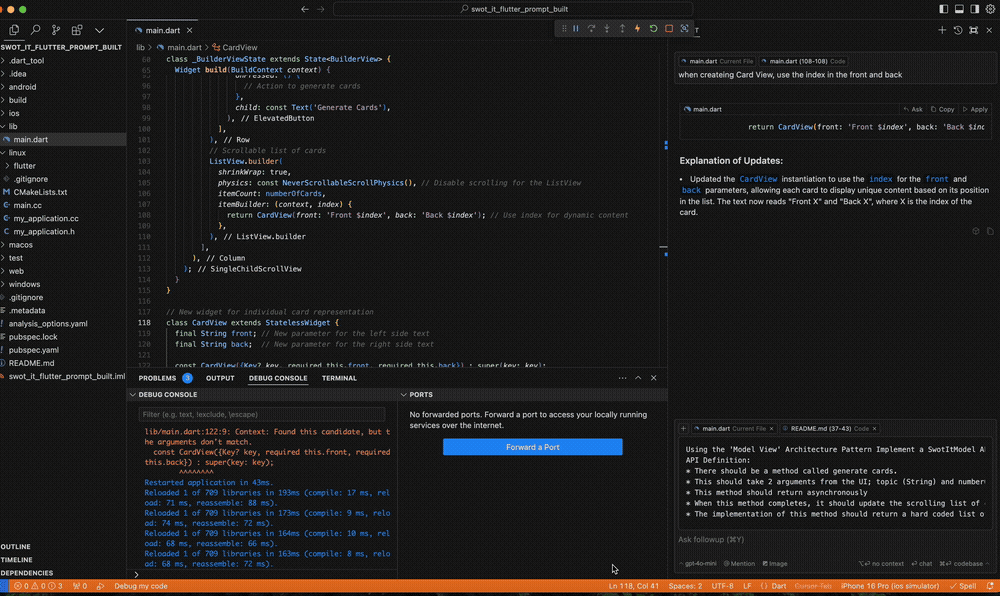 swot_it_flutter_prompt_built
SWOT_IT_FLUTTER_PROMPT_BUILT
.dart_tool
.idea
android
build
ios
lib
main.dart
linux
flutter
.gitignore
CMakeLists.txt
main.cc
my_application.cc
my_application.h
macos
test
web
windows
.gitignore
.metadata
analysis_options.yaml
pubspec.lock
pubspec.yaml
README.md
swot_it_flutter_prompt_built.iml
OUTLINE
TIMELINE
DEPENDENCIES
main.dart
lib > main.dart > CardView
60 class _BuilderViewState extends State<BuilderView> {
65 Widget build(BuildContext context) {
96 // Action to generate cards
97 },
98 child: const Text('Generate Cards'),
99 ), // ElevatedButton
100 ],
101 ), // Row
102 // Scrollable list of cards
103 ListView.builder(
104 shrinkWrap: true,
105 physics: const NeverScrollableScrollPhysics(), // Disable scrolling for the ListView
106 itemCount: numberOfCards,
107 itemBuilder: (context, index) {
108 return CardView(front: 'Front $index', back: 'Back $index'); // Use index for dynamic content
109 },
110 ), // ListView.builder
111 ],
112 ), // Column
113 ); // SingleChildScrollView
114 }
115 }
116
117 // New widget for individual card representation
118 class CardView extends StatelessWidget {
119 final String front; // New parameter for the left side text
120 final String back; // New parameter for the right side text
121
122 const CardView({Key? key, required this.front, required this.back}) : super(key: key);
PROBLEMS 3 OUTPUT DEBUG CONSOLE TERMINAL
DEBUG CONSOLE
Filter (e.g. text, !exclude, \escape)
lib/main.dart:122:9: Context: Found this candidate, but t
he arguments don't match.
const CardView({Key? key, required this.front, required
this.back}) : super(key: key);
^^^^^^^^
Restarted application in 43ms.
Reloaded 1 of 709 libraries in 193ms (compile: 17 ms, rel
oad: 71 ms, reassemble: 88 ms).
Reloaded 1 of 709 libraries in 173ms (compile: 9 ms, relo
ad: 74 ms, reassemble: 72 ms).
Reloaded 1 of 709 libraries in 164ms (compile: 10 ms, rel
oad: 68 ms, reassemble: 66 ms).
Reloaded 1 of 709 libraries in 163ms (compile: 8 ms, relo
ad: 68 ms, reassemble: 72 ms).
PORTS
No forwarded ports. Forward a port to access your locally running
services over the internet.
Forward a Port
main.dart Current File main.dart (108-108) Code
when createing Card View, use the index in the front and back
main.dart Ask Copy Apply
return CardView(front: 'Front $index', back: 'Back $ind
Explanation of Updates:
• Updated the CardView instantiation to use the index for the front and
back parameters, allowing each card to display unique content based on its position
in the list. The text now reads "Front X" and "Back X", where X is the index of the
card.
main.dart Current File × README.md (37-43) Code ×
Using the 'Model View' Architecture Pattern Implement a SwotItModel AB
API Definition:
* There should be a method called generate cards.
* This should take 2 arguments from the UI; topic (String) and number
* This method should return asynchronously
* When this method completes, it should update the scrolling list of
* The implementation of this method should return a hard coded list o
Ask followup (⌘Y)
gpt-4o-mini @ Mention Image ⌥⏎ no context ⏎ chat ⌘⏎ codebase
0 0 3 0 Debug my code
Ln 118, Col 41 Spaces: 2 UTF-8 LF {} Dart Cursor Tab iPhone 16 Pro (ios simulator) Spell